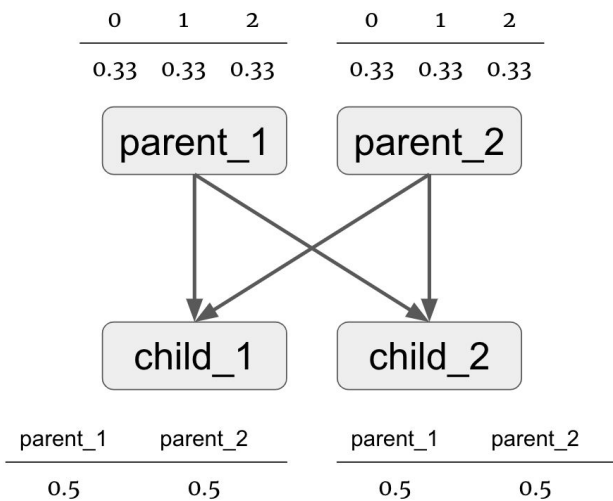 0 1 2 0 1 2
0.33 0.33 0.33 0.33 0.33 0.33
parent_1 parent_2
child_1 child_2
parent_1 parent_2 parent_1 parent_2
0.5 0.5 0.5 0.5